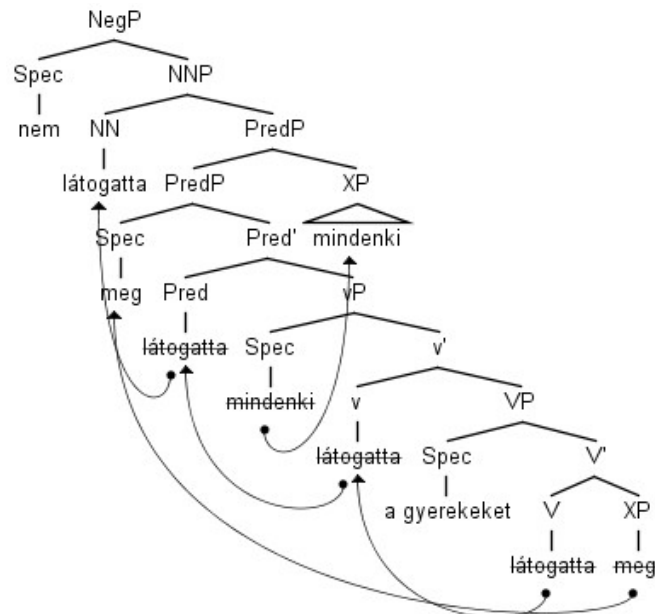 NegP
Spec NNP
nem NN PredP
látogatta PredP XP
Spec Pred' mindenki
meg Pred vP
látogatta Spec v'
mindenki v VP
látogatta Spec V'
a gyerekeket V XP
látogatta meg